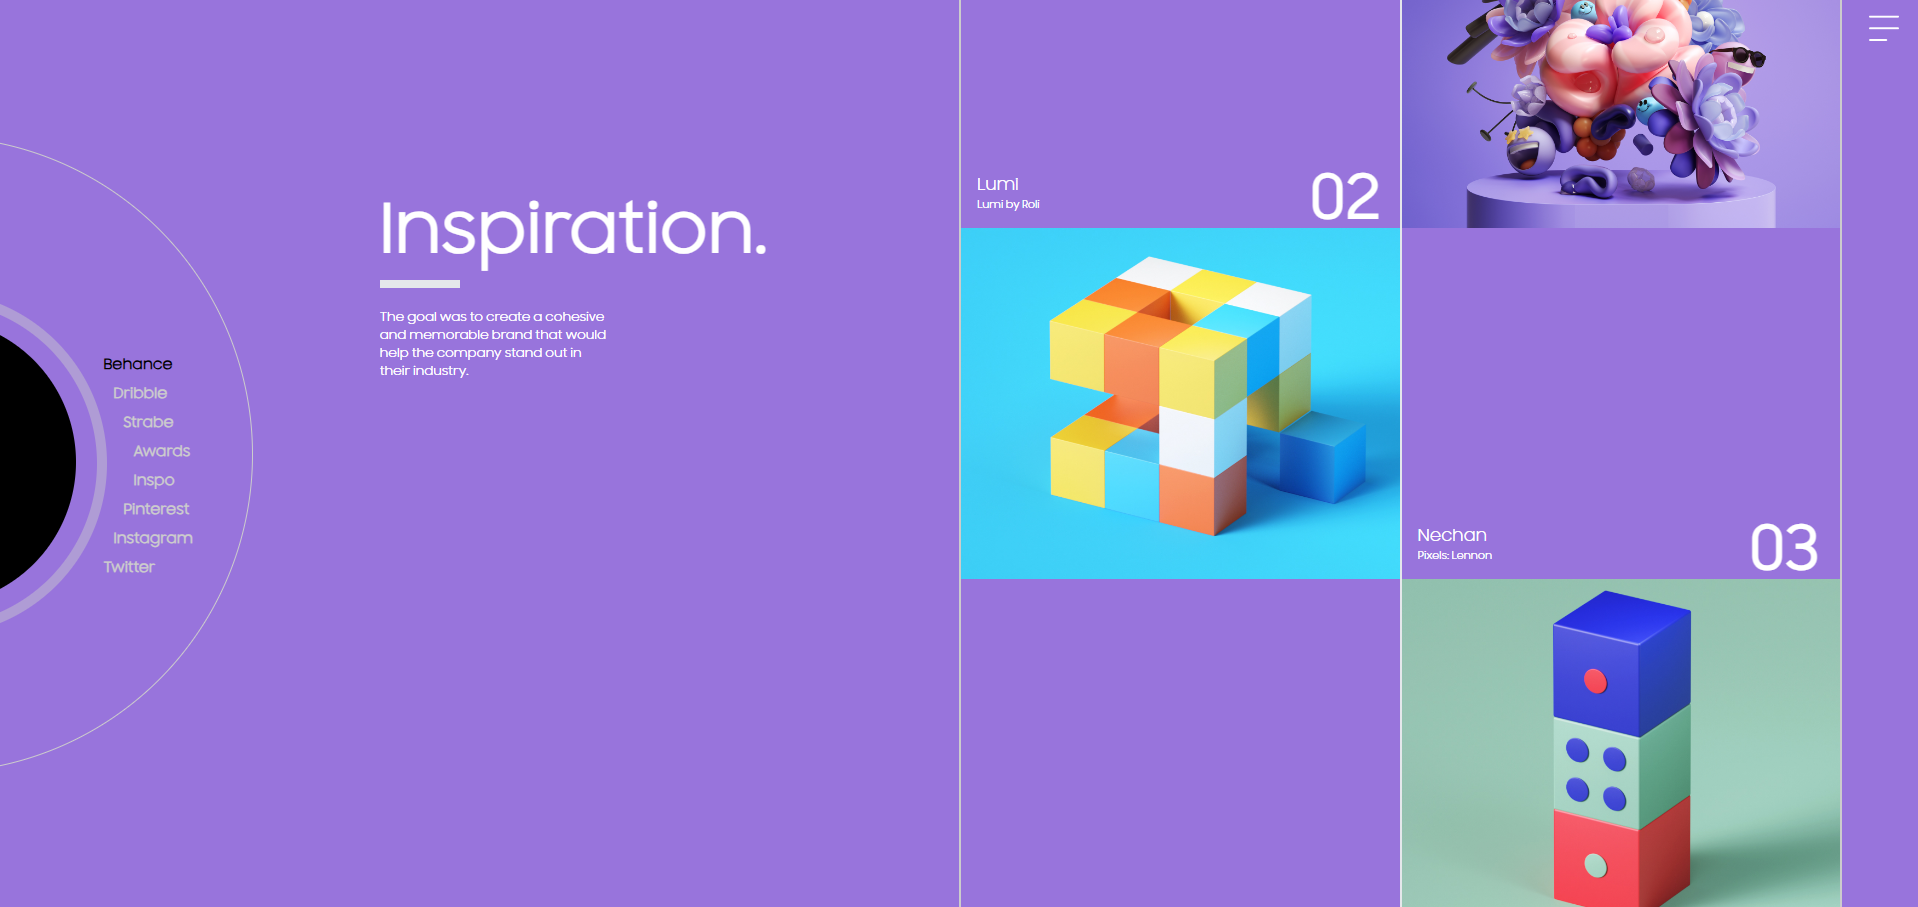 Inspiration.
The goal was to create a cohesive
and memorable brand that would
help the company stand out in
their industry.
Behance
Dribble
Strabe
Awards
Inspo
Pinterest
Instagram
Twitter
Lumi
Lumi by Roli
02
Nechan
Pixels: Lennon
03